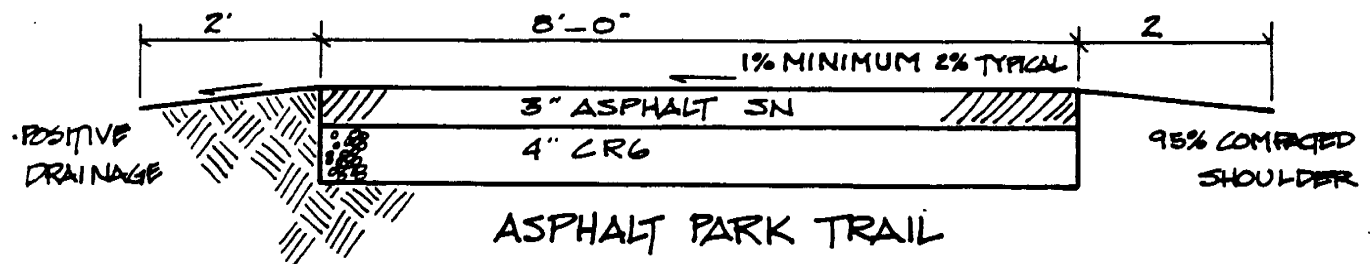 2' 8'-0" 2
1% MINIMUM 2% TYPICAL
3" ASPHALT SN
4" CR6
·POSITIVE
DRAINAGE
95% COMPACTED
SHOULDER
ASPHALT PARK TRAIL